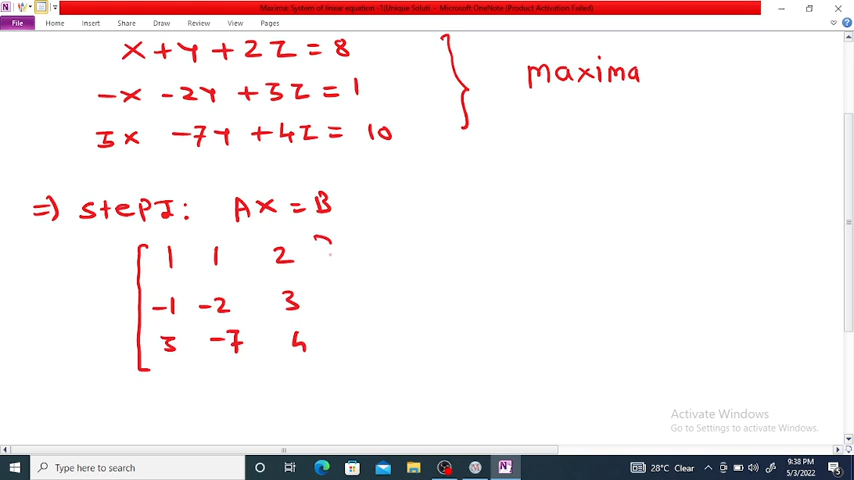 Maxima: System of linear equation -1(Unique Soluti - Microsoft OneNote (Product Activation Failed)
File Home Insert Share Draw Review View Pages
x + y + 2z = 8
-x - 2y + 3z = 1
3x - 7y + 4z = 10
maxima
=> step I: AX = B
1 1 2
-1 -2 3
3 -7 4
Activate Windows
Go to Settings to activate Windows.
Type here to search
28°C Clear
9:38 PM
5/3/2022